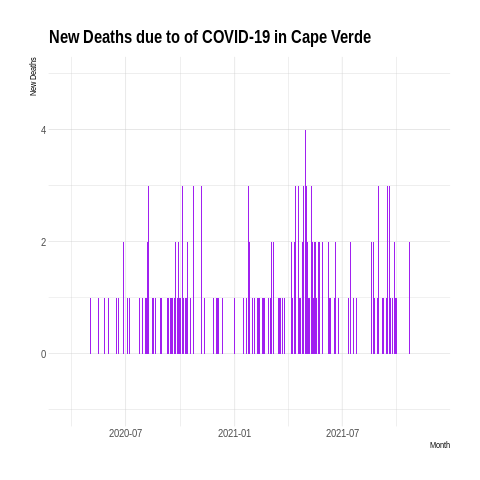 New Deaths due to of COVID-19 in Cape Verde
New Deaths
4
2
0
2020-07 2021-01 2021-07
Month